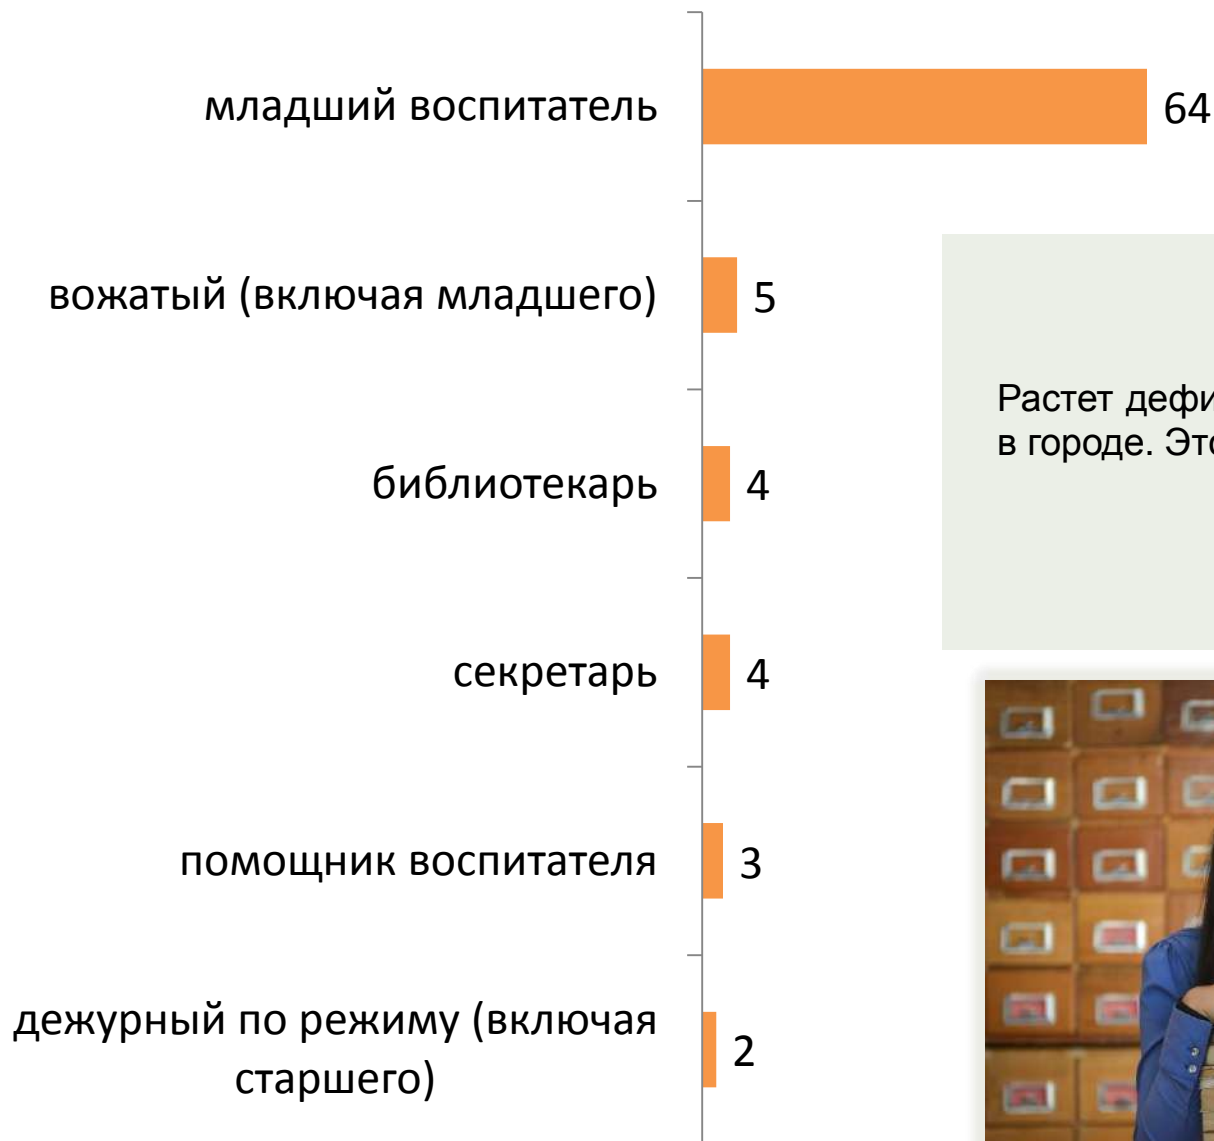 младший воспитатель
64
вожатый (включая младшего)
5
библиотекарь
4
секретарь
4
помощник воспитателя
3
дежурный по режиму (включая
старшего)
2
Растет
в городе.